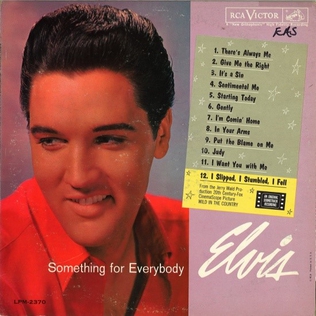 RCA VICTOR
ERS
1. There's Always Me
2. Give Me the Right
3. It's a Sin
4. Sentimental Me
5. Starting Today
6. Gently
7. I'm Comin' Home
8. In Your Arms
9. Put the Blame on Me
10. Judy
11. I Want You with Me
12. I Slipped, I Stumbled, I Fell
From the Jerry Wald Pro-
duction 20th Century-Fox
CinemaScope Picture
WILD IN THE COUNTRY
Something for Everybody
Elvis
LPM-2370